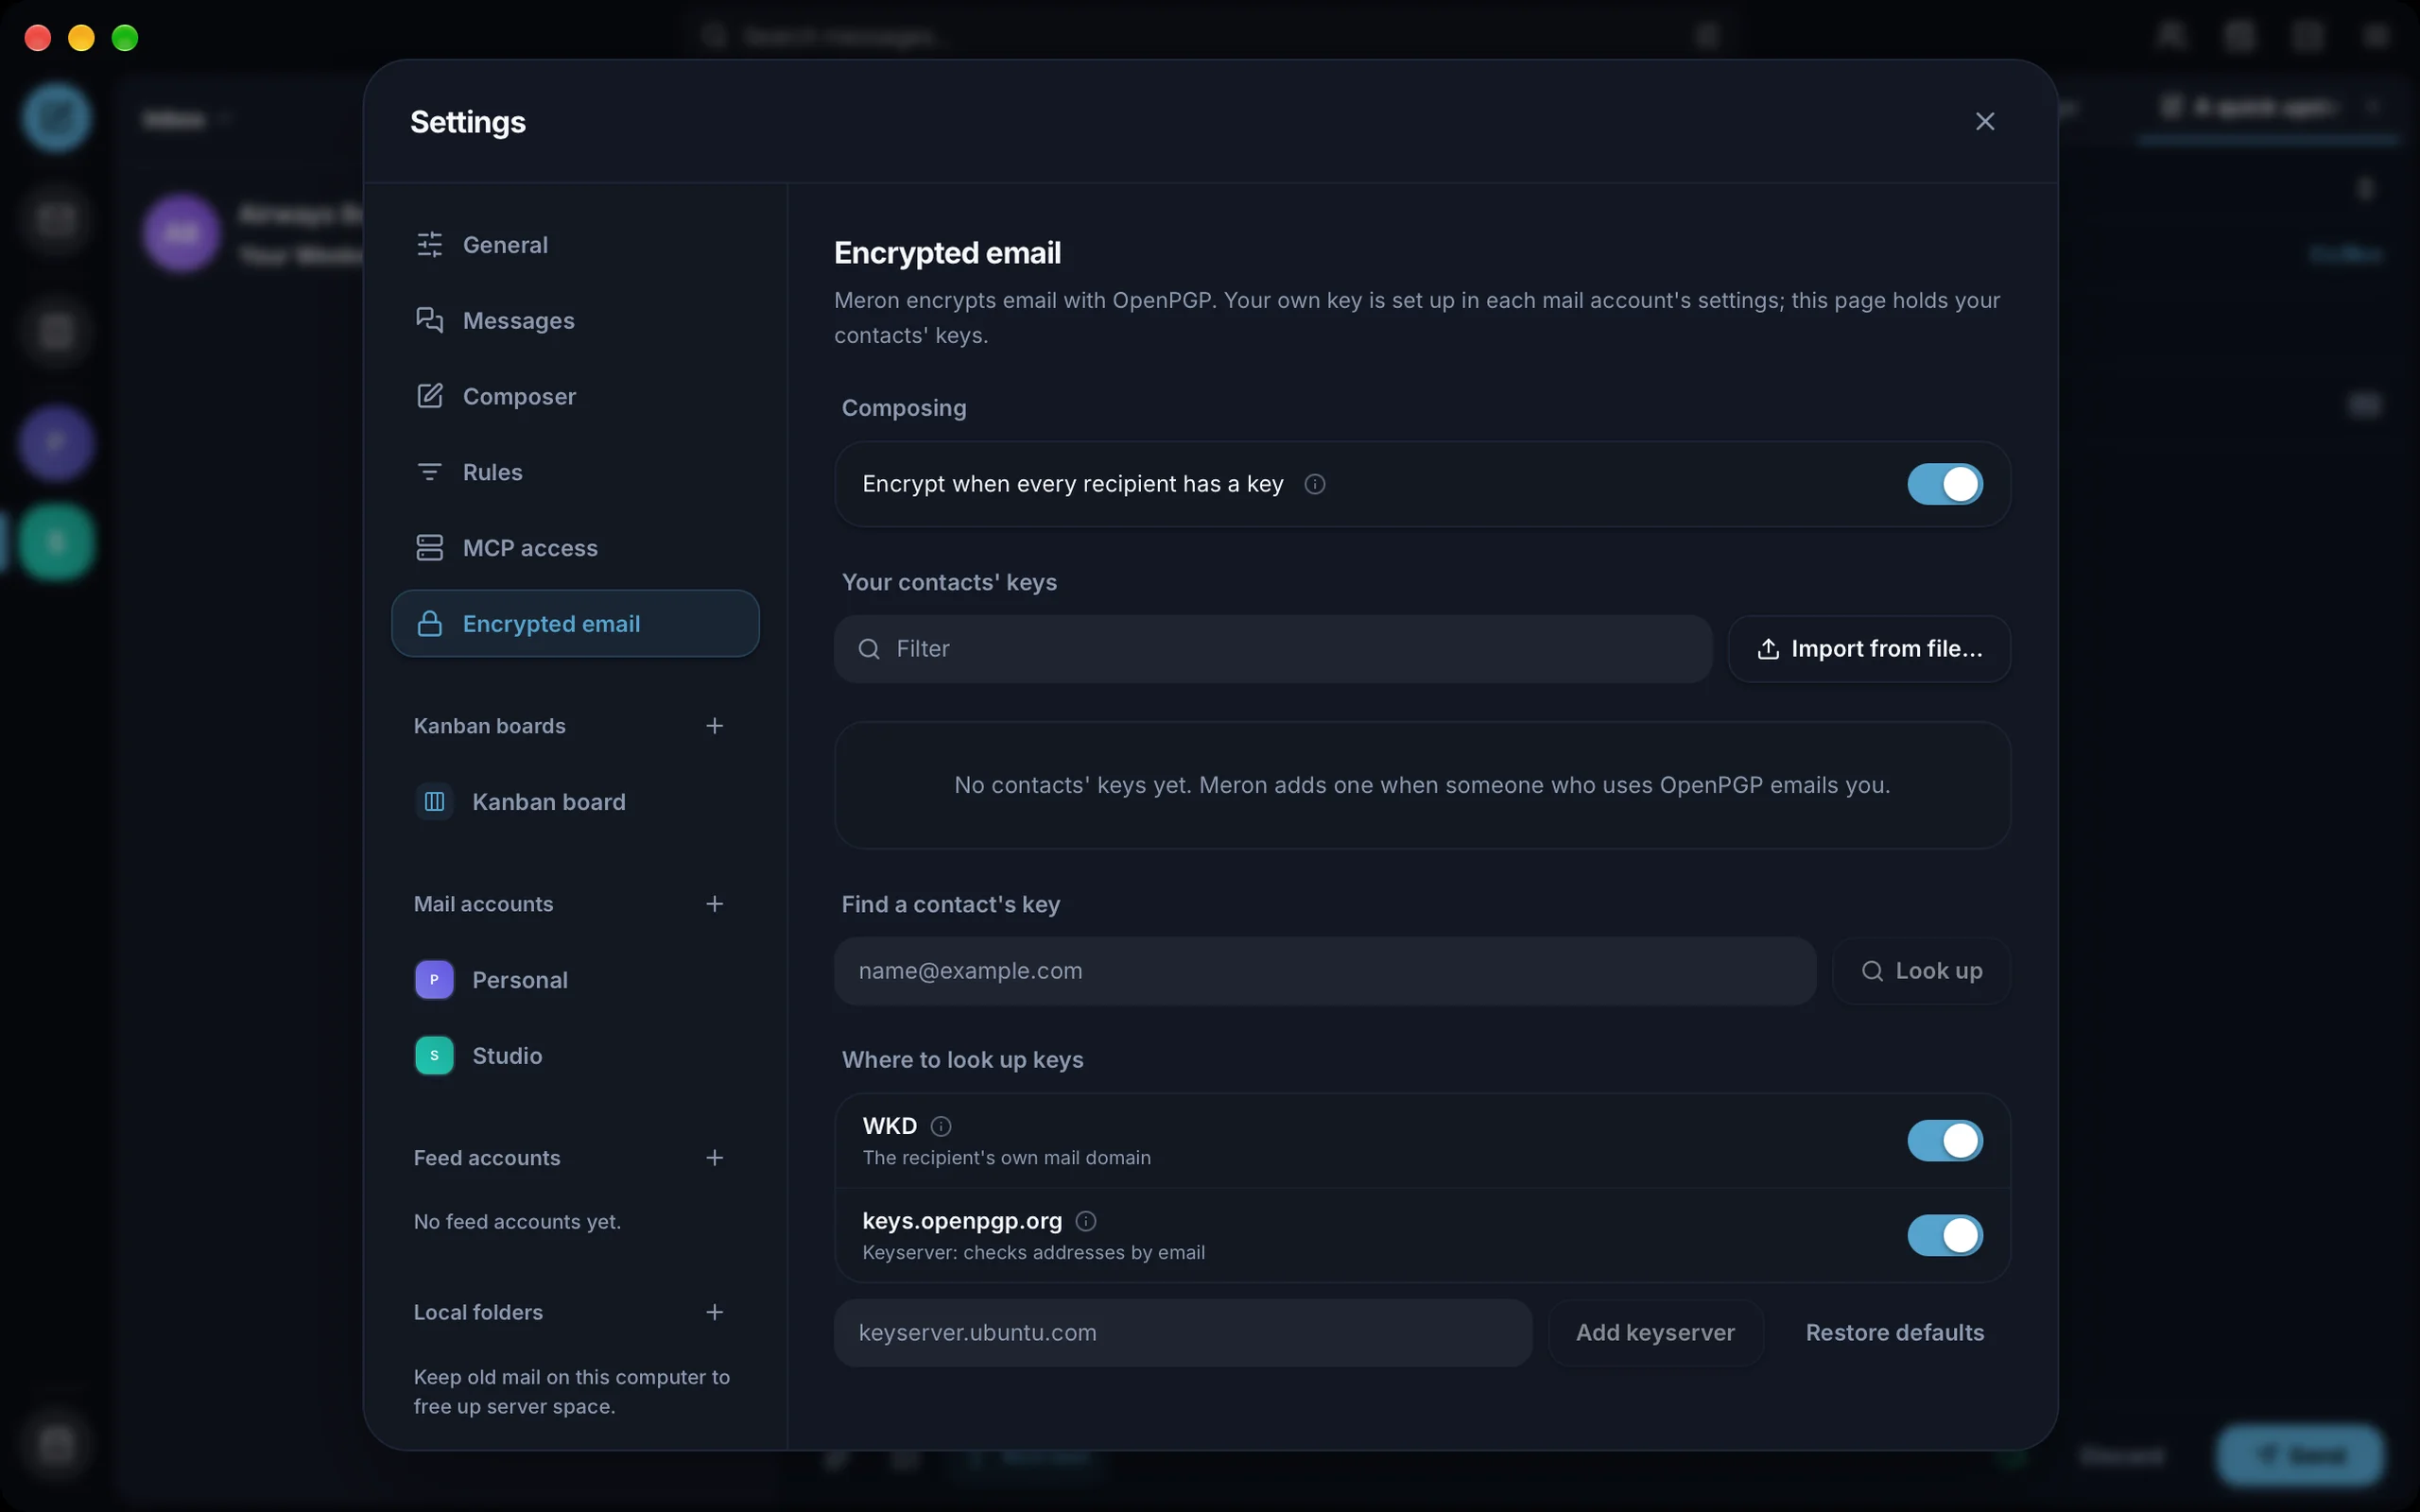 Search messages...
Inbox
Settings
General
Messages
Composer
Rules
MCP access
Encrypted email
Kanban boards
Kanban board
Mail accounts
P Personal
S Studio
Feed accounts
No feed accounts yet.
Local folders
Keep old mail on this computer to
free up server space.
Encrypted email
Meron encrypts email with OpenPGP. Your own key is set up in each mail account's settings; this page holds your
contacts' keys.
Composing
Encrypt when every recipient has a key
Your contacts' keys
Filter
Import from file...
No contacts' keys yet. Meron adds one when someone who uses OpenPGP emails you.
Find a contact's key
name@example.com
Look up
Where to look up keys
WKD
The recipient's own mail domain
keys.openpgp.org
Keyserver: checks addresses by email
keyserver.ubuntu.com
Add keyserver
Restore defaults
Discard
Send